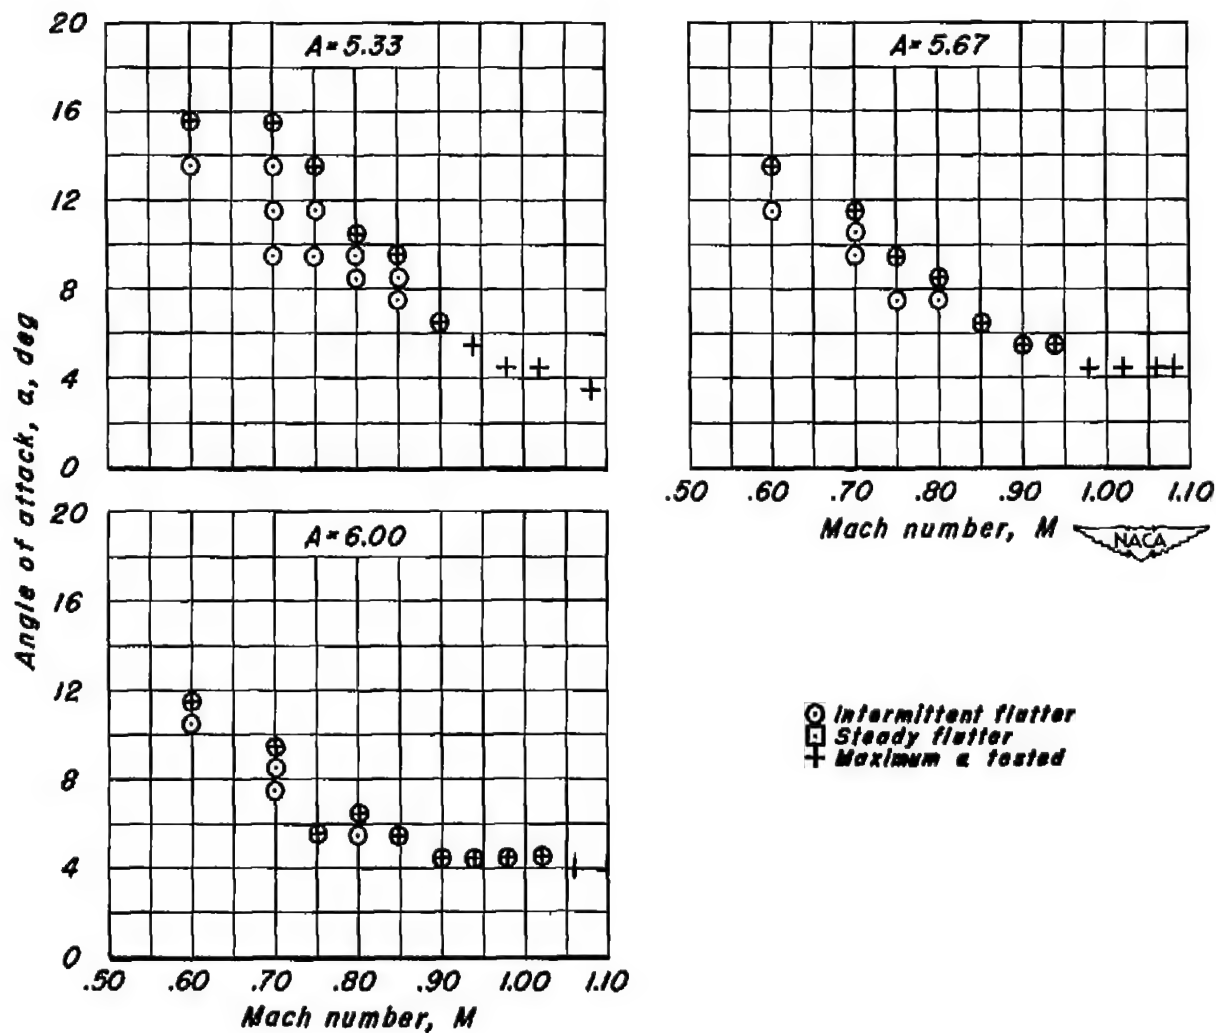 20
16
12
8
4
0
A=5.33
A=5.67
.50 .60 .70 .80 .90 1.00 1.10
Mach number, M
NACA
Angle of attack, α, deg
20
16
12
8
4
0
A=6.00
.50 .60 .70 .80 .90 1.00 1.10
Mach number, M
Intermittent flutter
Steady flutter
Maximum α tested